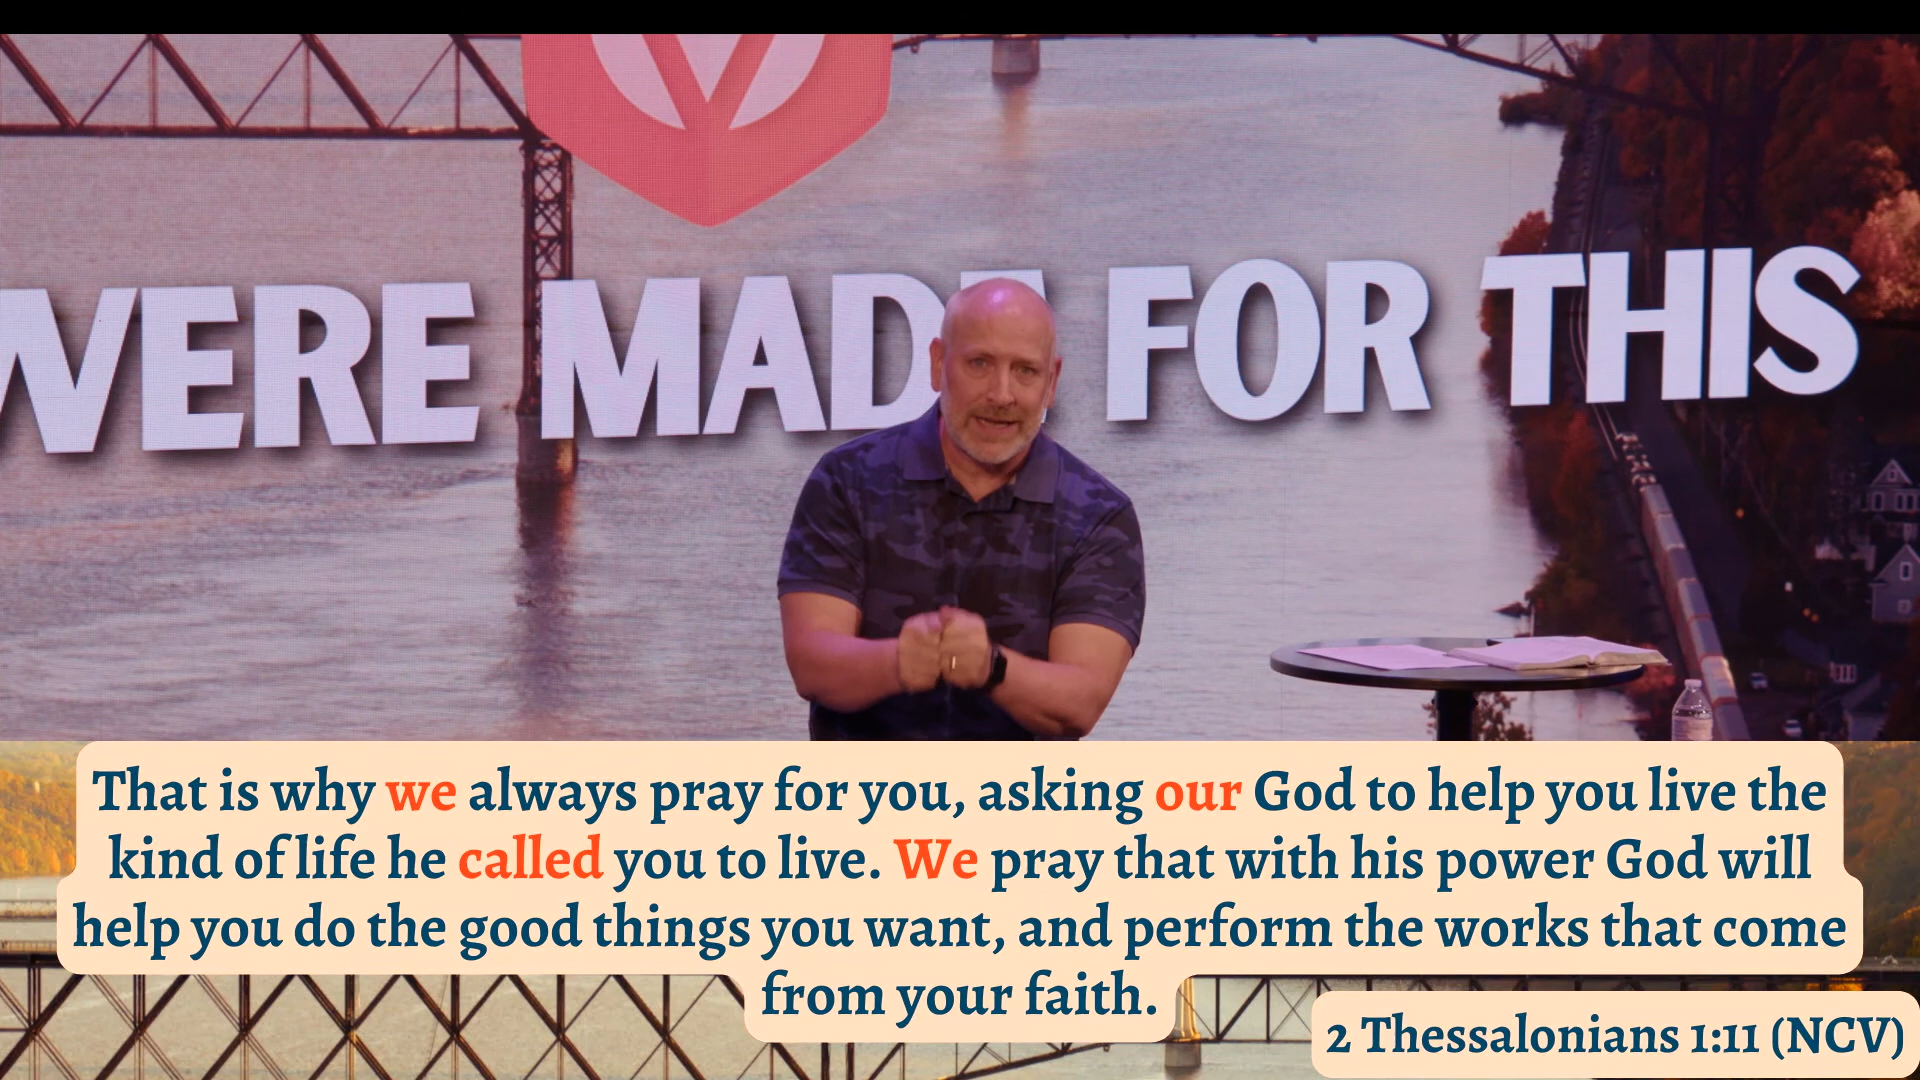 WERE MADE FOR THIS
That is why we always pray for you, asking our God to help you live the
kind of life he called you to live. We pray that with his power God will
help you do the good things you want, and perform the works that come
from your faith.
2 Thessalonians 1:11 (NCV)